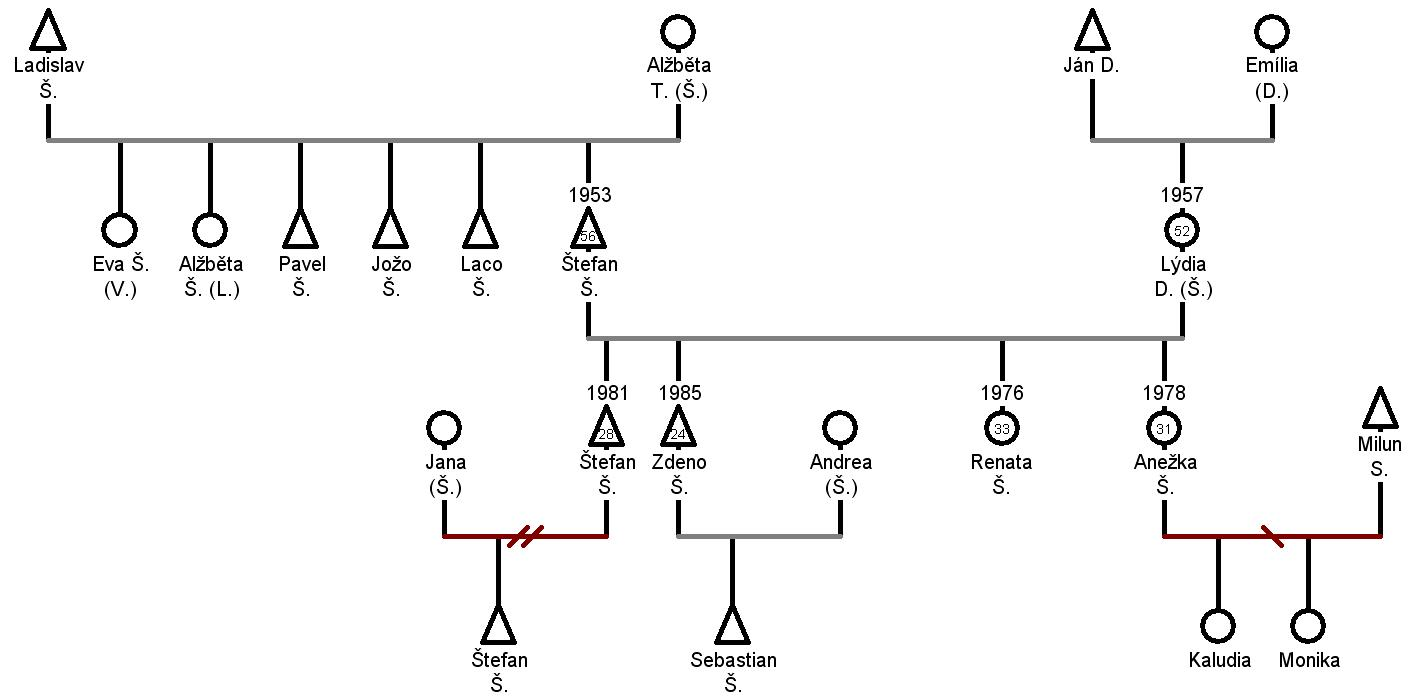 Ladislav
Š.
Alžběta
T. (Š.)
Ján D.
Emília
(D.)
1953
1957
56
52
Eva Š.
(V.)
Alžběta
Š. (L.)
Pavel
Š.
Jožo
Š.
Laco
Š.
Štefan
Š.
Lýdia
D. (Š.)
1981
1985
1976
1978
28
24
33
31
Jana
(Š.)
Štefan
Š.
Zdeno
Š.
Andrea
(Š.)
Renata
Š.
Anežka
Š.
Milun
S.
Štefan
Š.
Sebastian
Š.
Kaludia
Monika